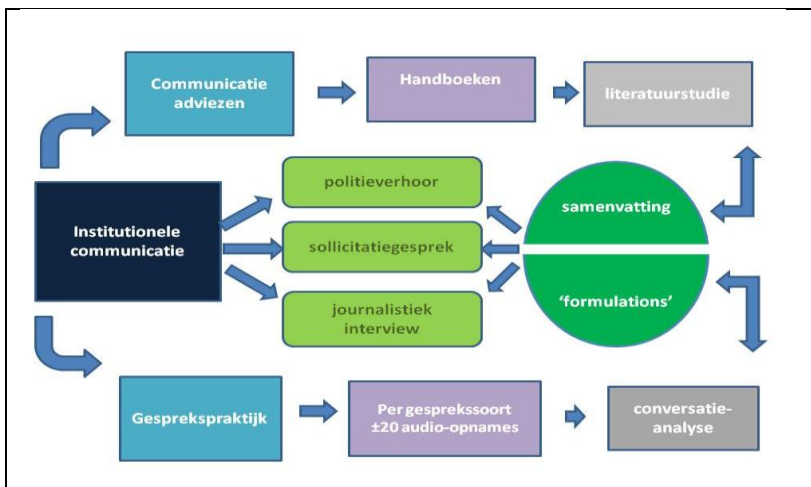 Communicatie
adviezen
Handboeken
literatuurstudie
politieverhoor
samenvatting
Institutionele
communicatie
sollicitatiegesprek
‘formulations’
journalistiek
interview
Gesprekspraktijk
Per gesprekssoort
±20 audio-opnames
conversatie-
analyse